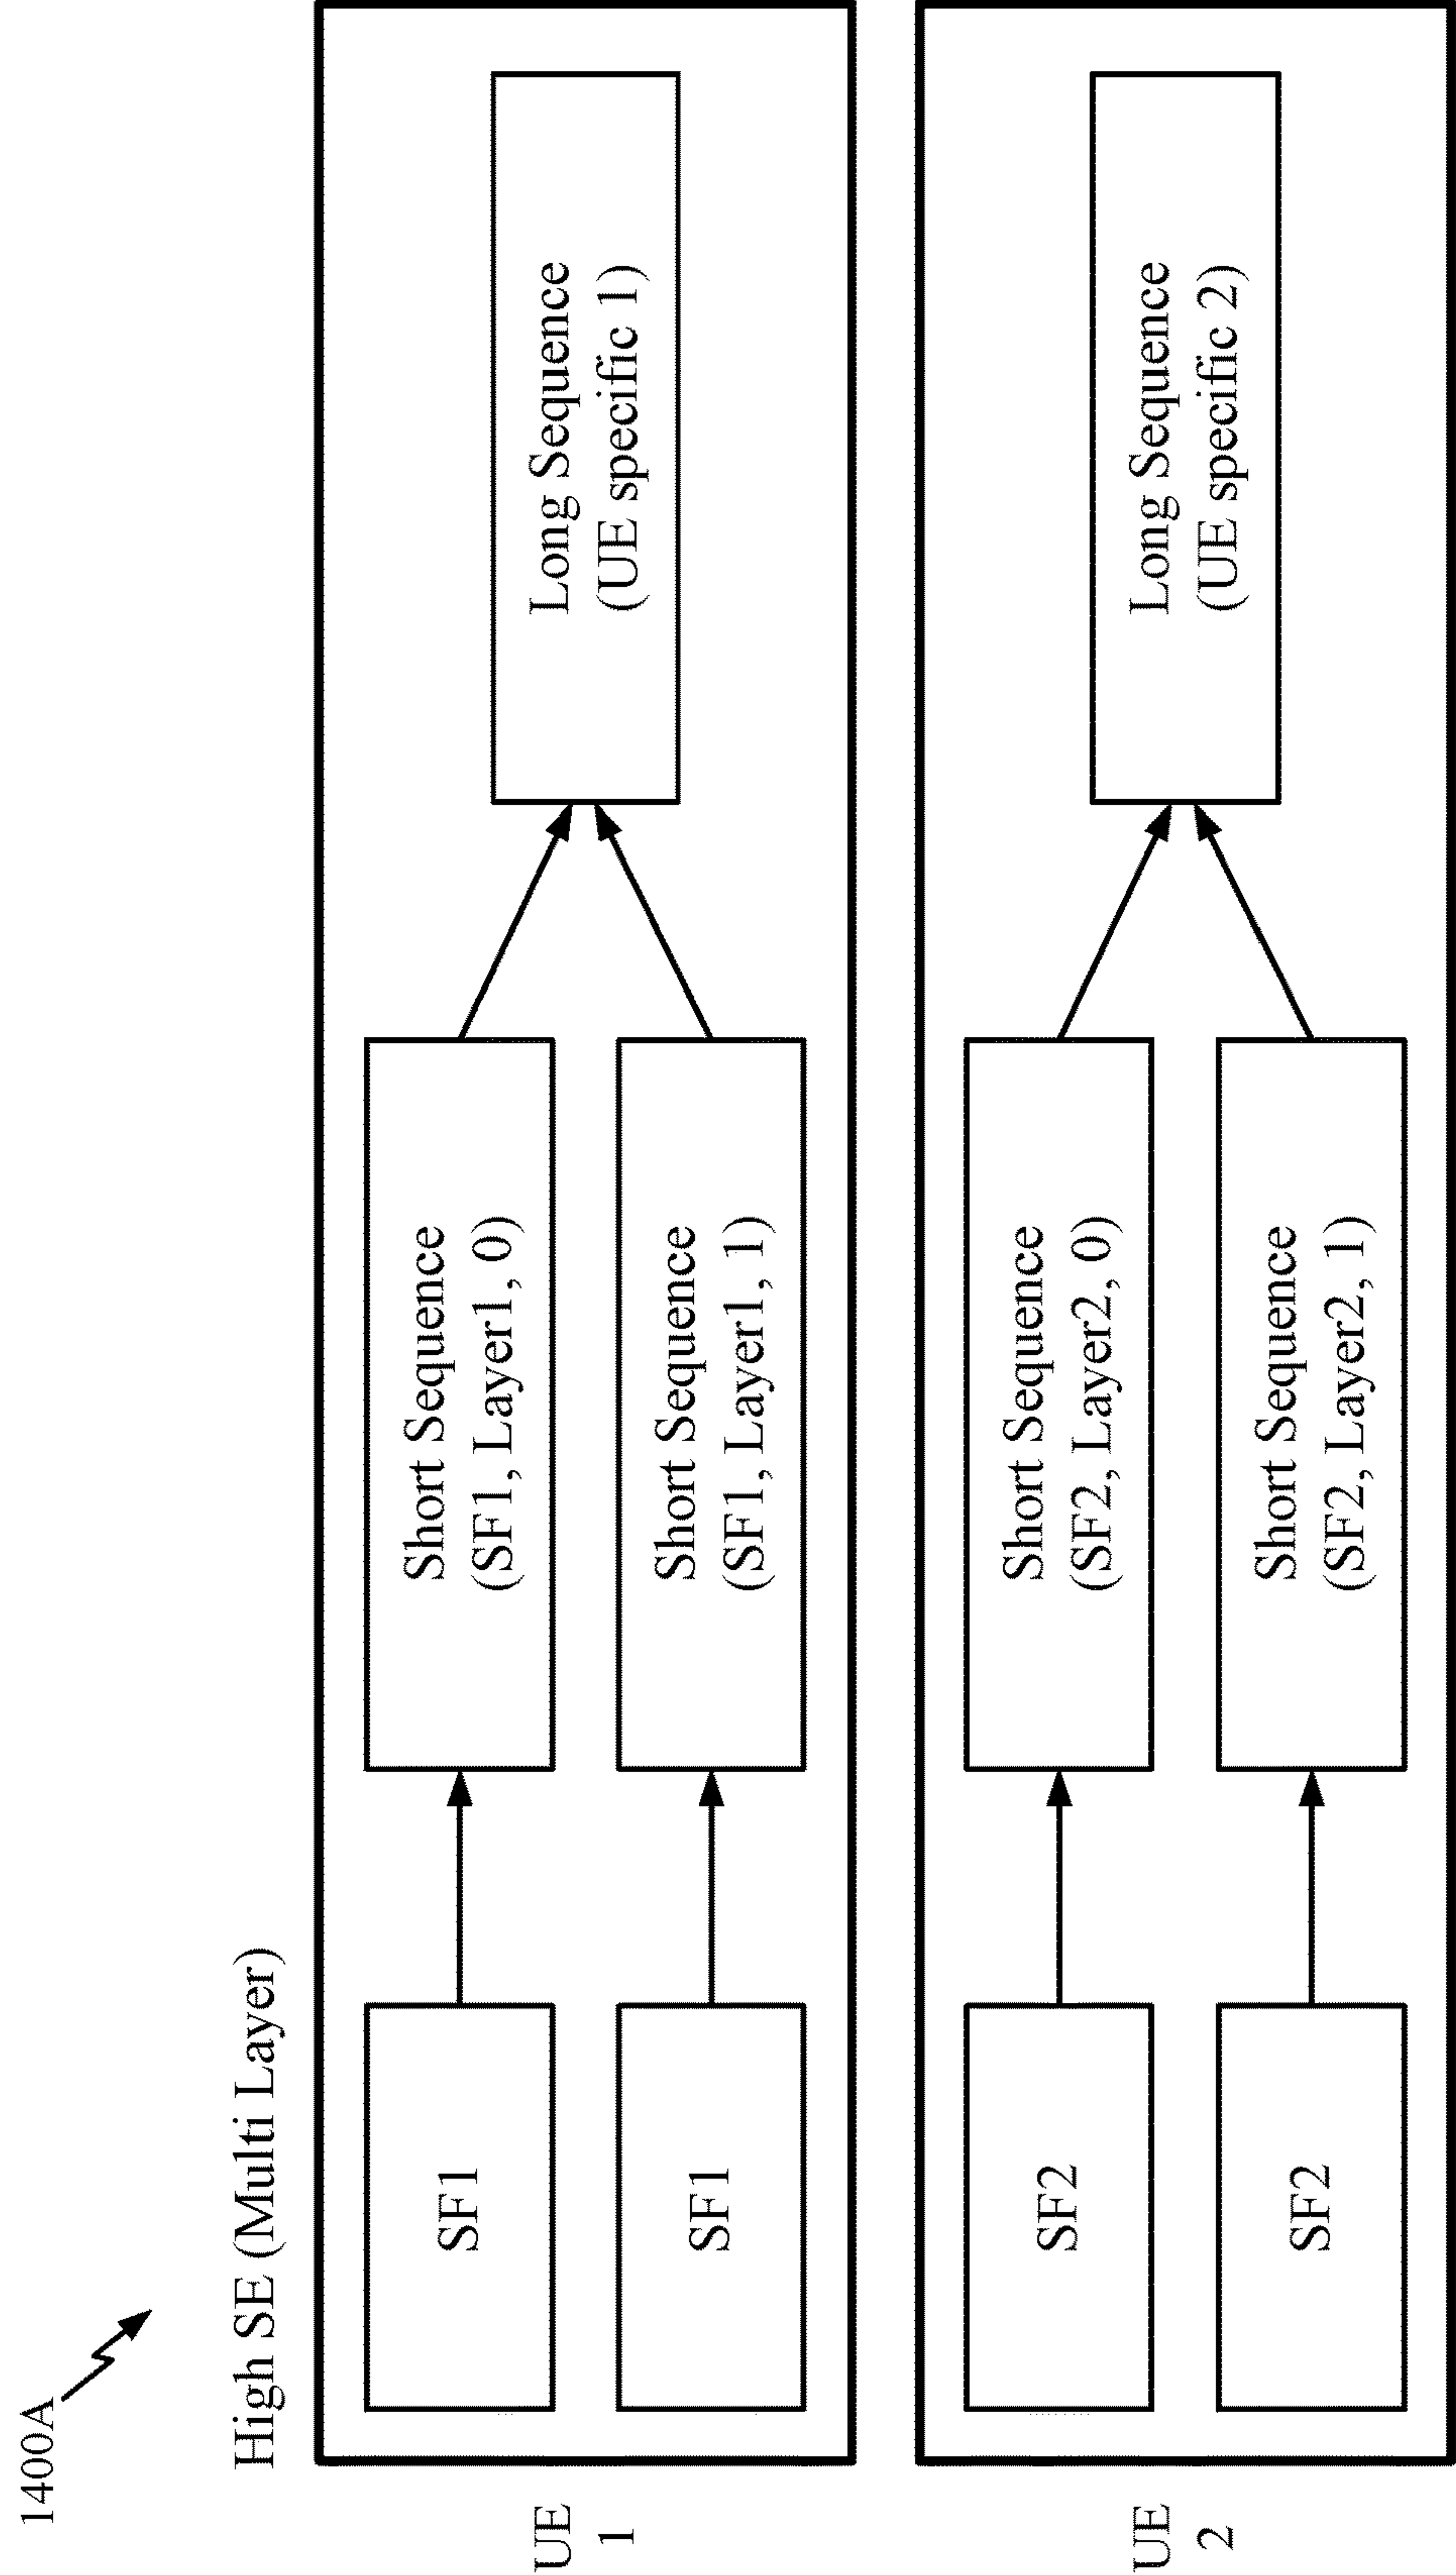 1400A
High SE (Multi Layer)
UE
1
SF1
Short Sequence
(SF1, Layer1, 0)
SF1
Short Sequence
(SF1, Layer1, 1)
Long Sequence
(UE specific 1)
UE
2
SF2
Short Sequence
(SF2, Layer2, 0)
SF2
Short Sequence
(SF2, Layer2, 1)
Long Sequence
(UE specific 2)